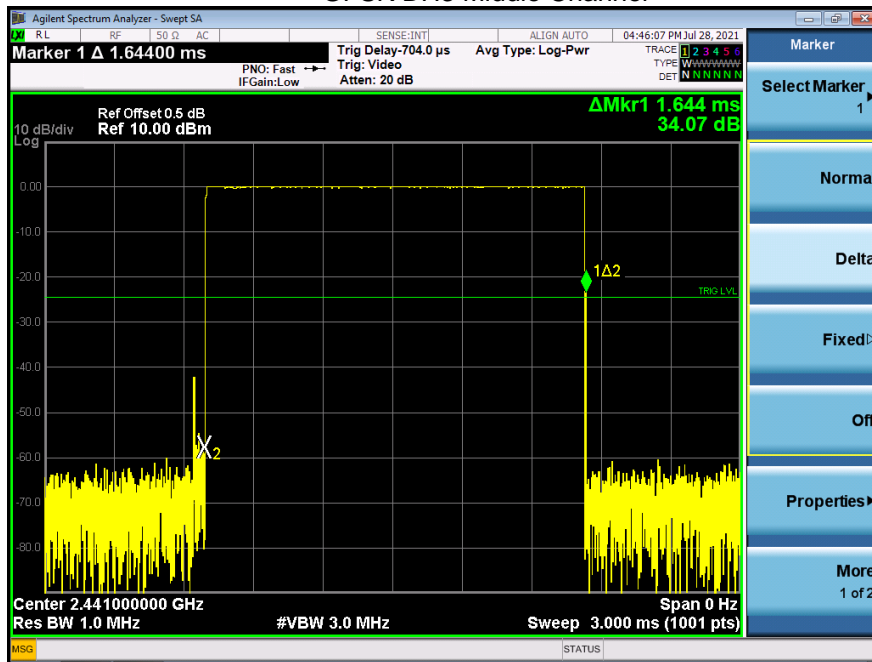 Agilent Spectrum Analyzer - Swept SA
LXI RL RF 50 Ω AC SENSE:INT ALIGN AUTO 04:46:07 PM Jul 28, 2021
Marker 1 Δ 1.64400 ms
PNO: Fast
IFGain:Low
Trig Delay-704.0 µs
Trig: Video
Atten: 20 dB
Avg Type: Log-Pwr
TRACE 1 2 3 4 5 6
TYPE WWWWWW
DET N N N N N N
ΔMkr1 1.644 ms
34.07 dB
Ref Offset 0.5 dB
10 dB/div Ref 10.00 dBm
Log
0.00
-10.0
-20.0
-30.0
-40.0
-50.0
-60.0
-70.0
-80.0
1Δ2
TRIG LVL
2
Center 2.441000000 GHz Span 0 Hz
Res BW 1.0 MHz #VBW 3.0 MHz Sweep 3.000 ms (1001 pts)
MSG STATUS
Marker
Select Marker
1
Norma
Delta
Fixed
Off
Properties
More
1 of 2